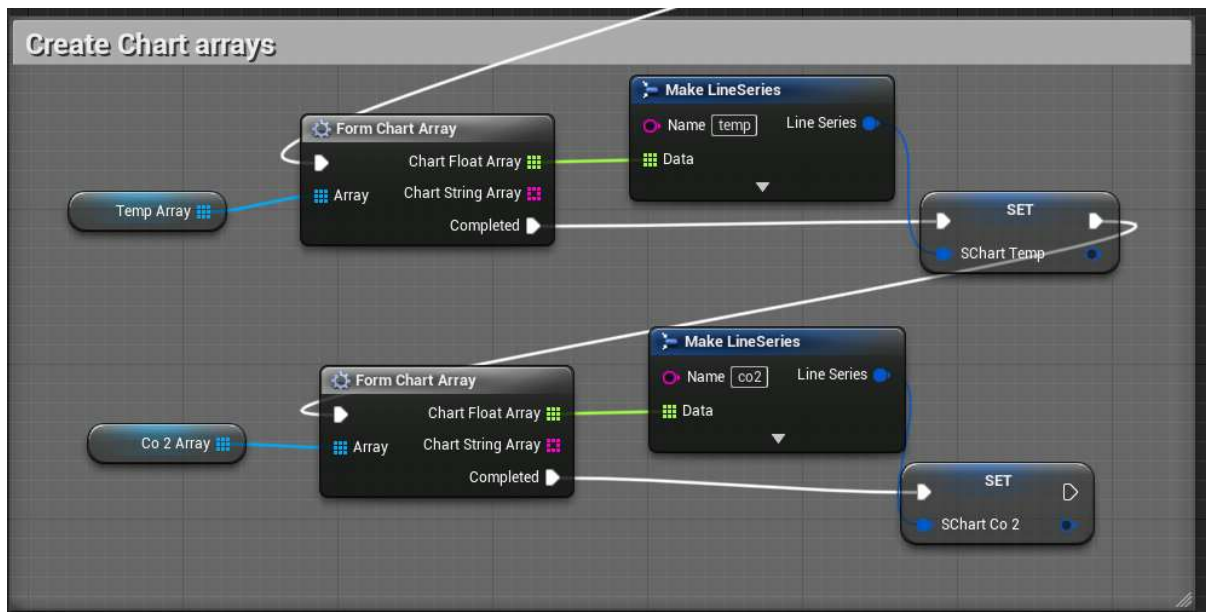 Create Chart arrays
Make LineSeries
Name temp Line Series
Data
Form Chart Array
Chart Float Array
Array Chart String Array
Completed
Temp Array
SET
SChart Temp
Make LineSeries
Name co2 Line Series
Data
Form Chart Array
Chart Float Array
Array Chart String Array
Completed
Co 2 Array
SET
SChart Co 2